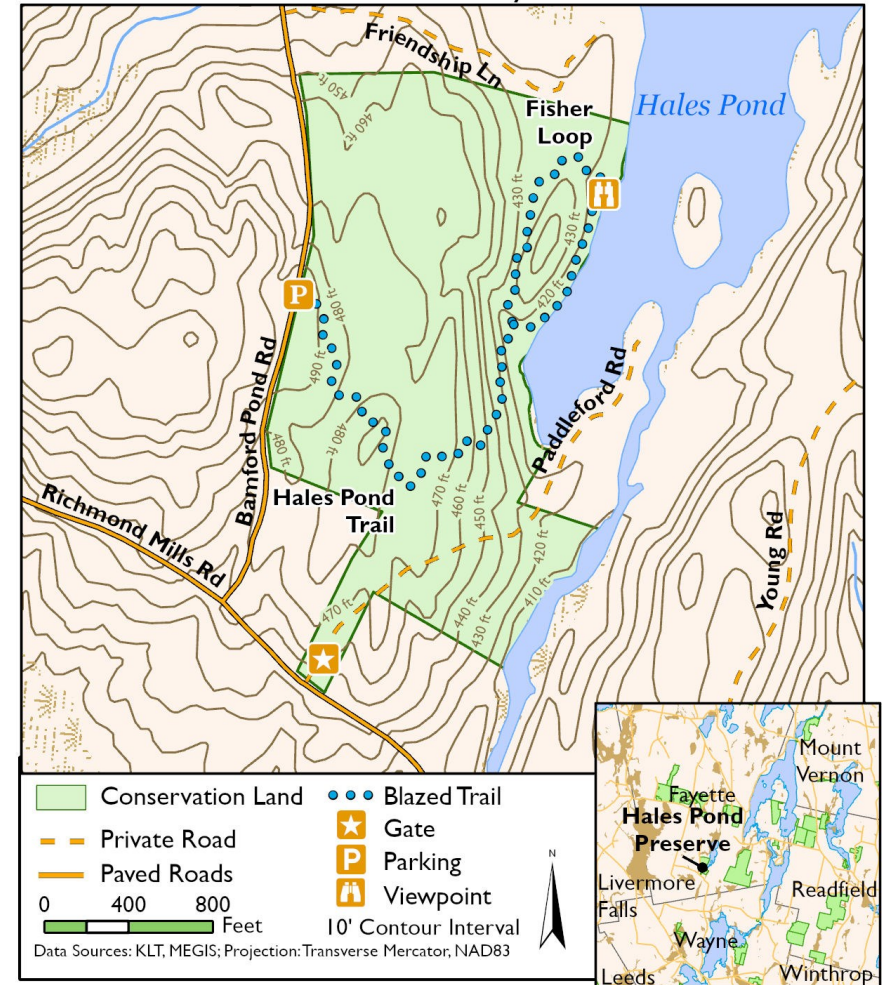 Friendship Ln
Hales Pond
450 ft
460 ft
Fisher
Loop
430 ft
430 ft
420 ft
P
480 ft
490 ft
480 ft
480 ft
Bamford Pond Rd
Paddleford Rd
Hales Pond
Trail
470 ft
460 ft
450 ft
Richmond Mills Rd
420 ft
410 ft
440 ft
430 ft
470 ft
Young Rd
Conservation Land
Private Road
Paved Roads
0 400 800
Feet
Data Sources: KLT, MEGIS; Projection: Transverse Mercator, NAD83
Blazed Trail
Gate
P Parking
Viewpoint
10' Contour Interval
N
Mount
Vernon
Fayette
Hales Pond
Preserve
Livermore
Falls
Readfield
Wayne
Leeds
Winthrop